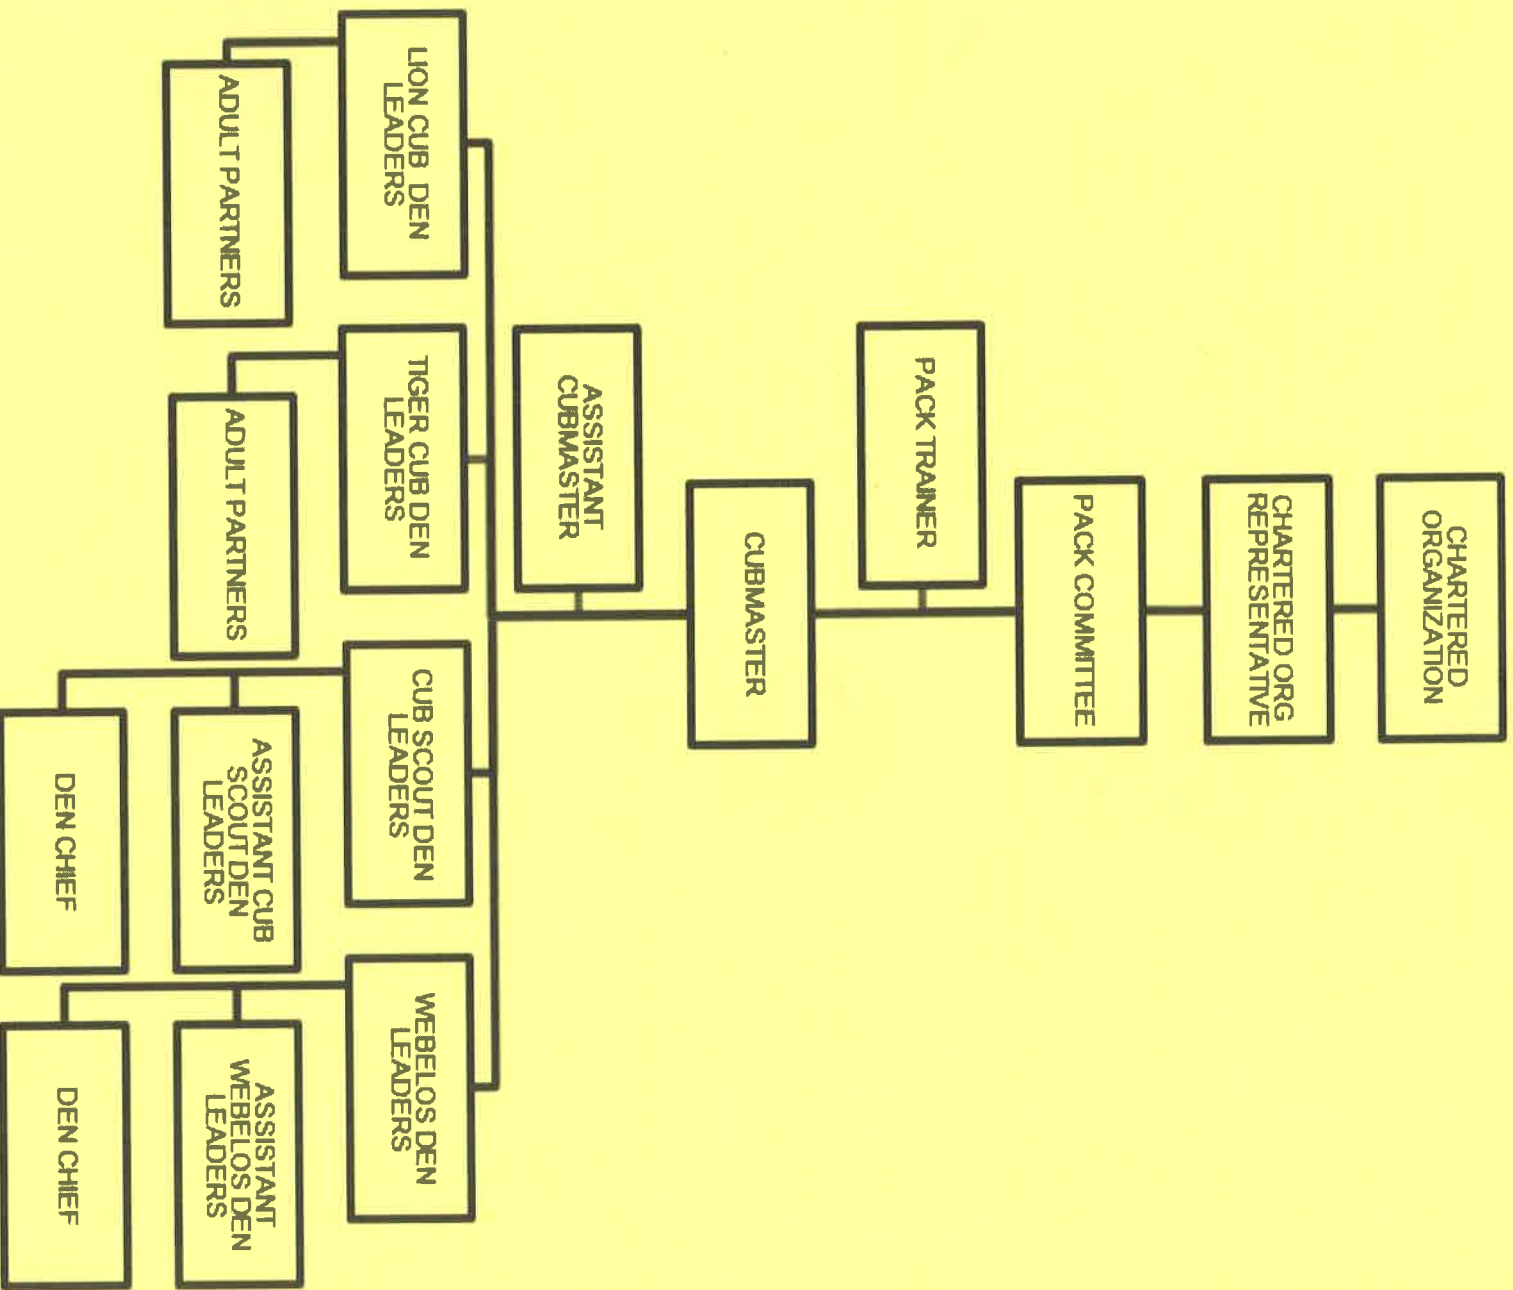 CHARTERED
ORGANIZATION
CHARTERED ORG
REPRESENTATIVE
PACK COMMITTEE
PACK TRAINER
CUBMASTER
ASSISTANT
CUBMASTER
LION CUB DEN
LEADERS
TIGER CUB DEN
LEADERS
CUB SCOUT DEN
LEADERS
WEBELOS DEN
LEADERS
ADULT PARTNERS
ADULT PARTNERS
ASSISTANT CUB
SCOUT DEN
LEADERS
ASSISTANT
WEBELOS DEN
LEADERS
DEN CHIEF
DEN CHIEF